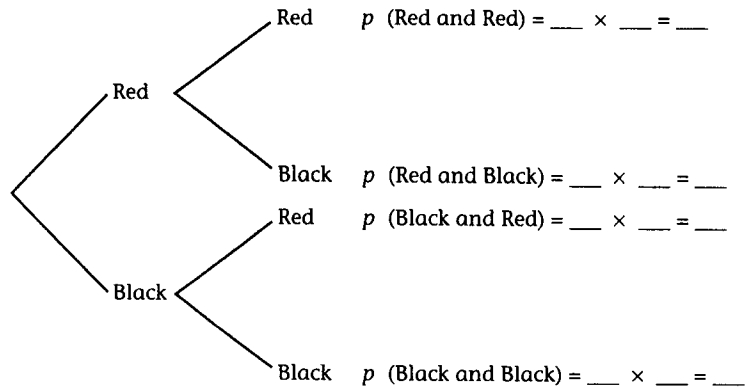 Red p (Red and Red) = ___ × ___ = ___
Red
Black p (Red and Black) = ___ × ___ = ___
Red p (Black and Red) = ___ × ___ = ___
Black
Black p (Black and Black) = ___ × ___ = ___